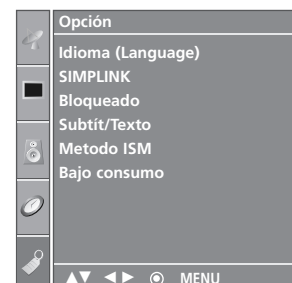 Opción
Idioma (Language)
SIMPLINK
Bloqueado
Subtít/Texto
Metodo ISM
Bajo consumo
MENU